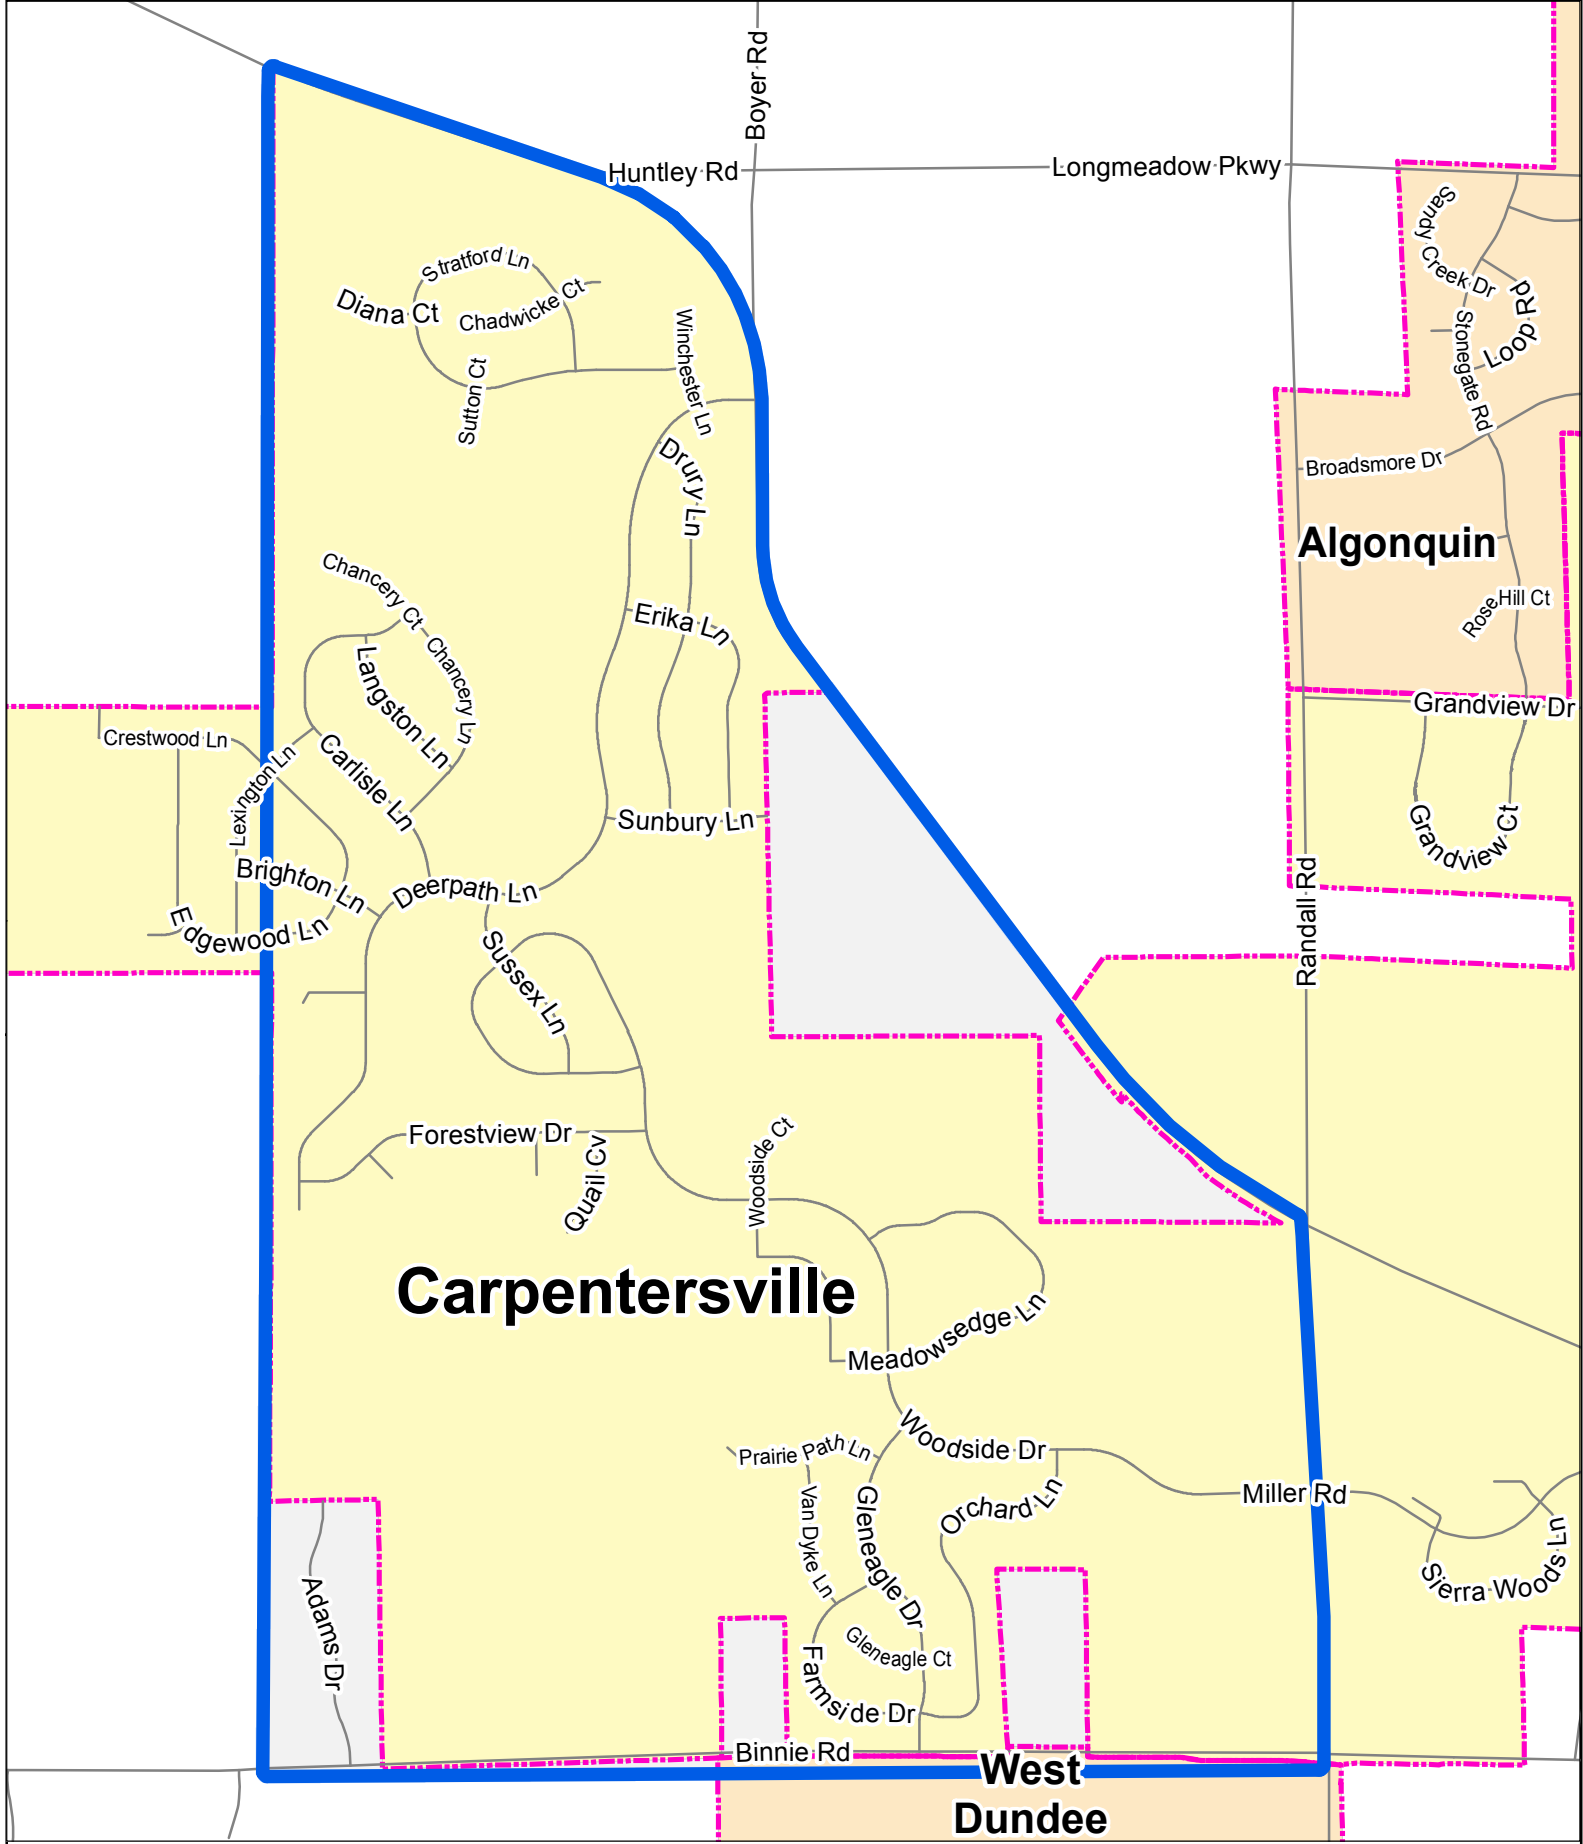 Boyer Rd
Huntley Rd
Longmeadow Pkwy
Sandy Creek Dr
Stratford Ln
Diana Ct
Chadwicke Ct
Loop Rd
Winchester Ln
Stonegate Rd
Sutton Ct
Drury Ln
Broadsmore Dr
Algonquin
Chancery Ct
Rose Hill Ct
Erika Ln
Chancery Ln
Langston Ln
Grandview Dr
Crestwood Ln
Lexington Ln
Carlisle Ln
Sunbury Ln
Grandview Ct
Brighton Ln
Deerpath Ln
Randall Rd
Edgewood Ln
Sussex Ln
Forestview Dr
Quail Cv
Woodside Ct
Carpentersville
Meadowsedge Ln
Woodside Dr
Prairie Path Ln
Miller Rd
Van Dyke Ln
Gleneagle Dr
Orchard Ln
Sierra Woods Ln
Adams Dr
Gleneagle Ct
Farmside Dr
Binnie Rd
West
Dundee